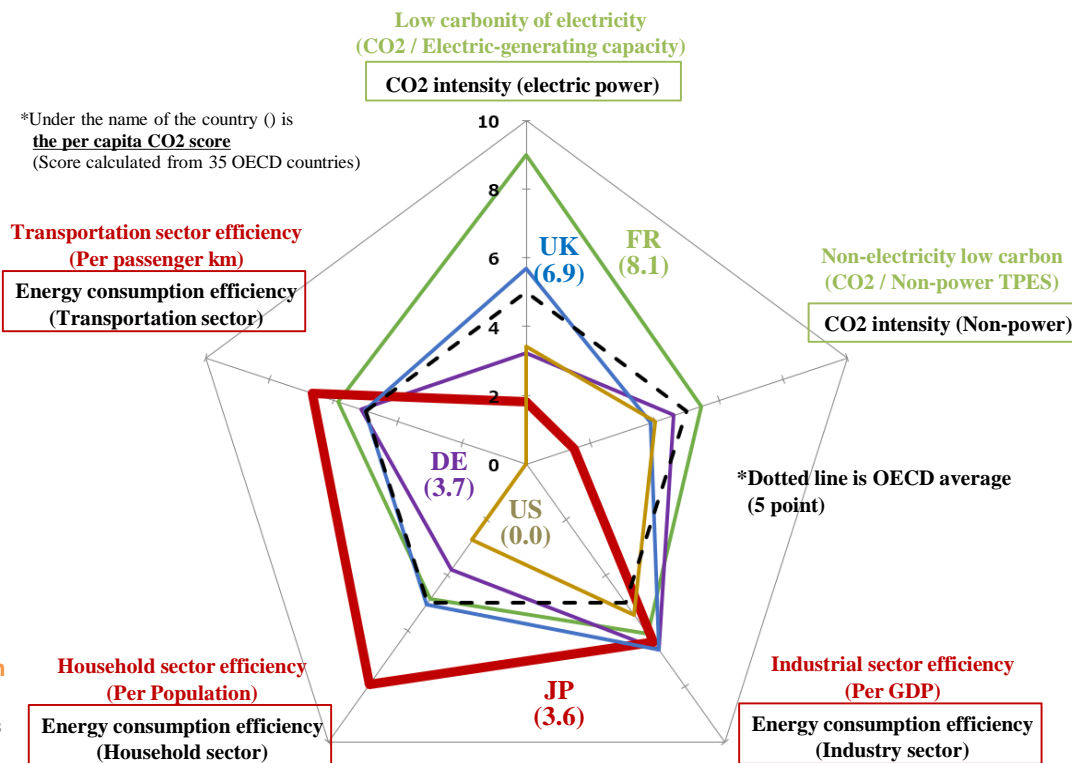 Low carbonity of electricity
(CO2 / Electric-generating capacity)
CO2 intensity (electric power)
*Under the name of the country () is
the per capita CO2 score
(Score calculated from 35 OECD countries)
10
8
6
4
2
0
Transportation sector efficiency
(Per passenger km)
Energy consumption efficiency
(Transportation sector)
UK
(6.9)
FR
(8.1)
Non-electricity low carbon
(CO2 / Non-power TPES)
CO2 intensity (Non-power)
DE
(3.7)
US
(0.0)
*Dotted line is OECD average
(5 point)
JP
(3.6)
Household sector efficiency
(Per Population)
Energy consumption efficiency
(Household sector)
Industrial sector efficiency
(Per GDP)
Energy consumption efficiency
(Industry sector)